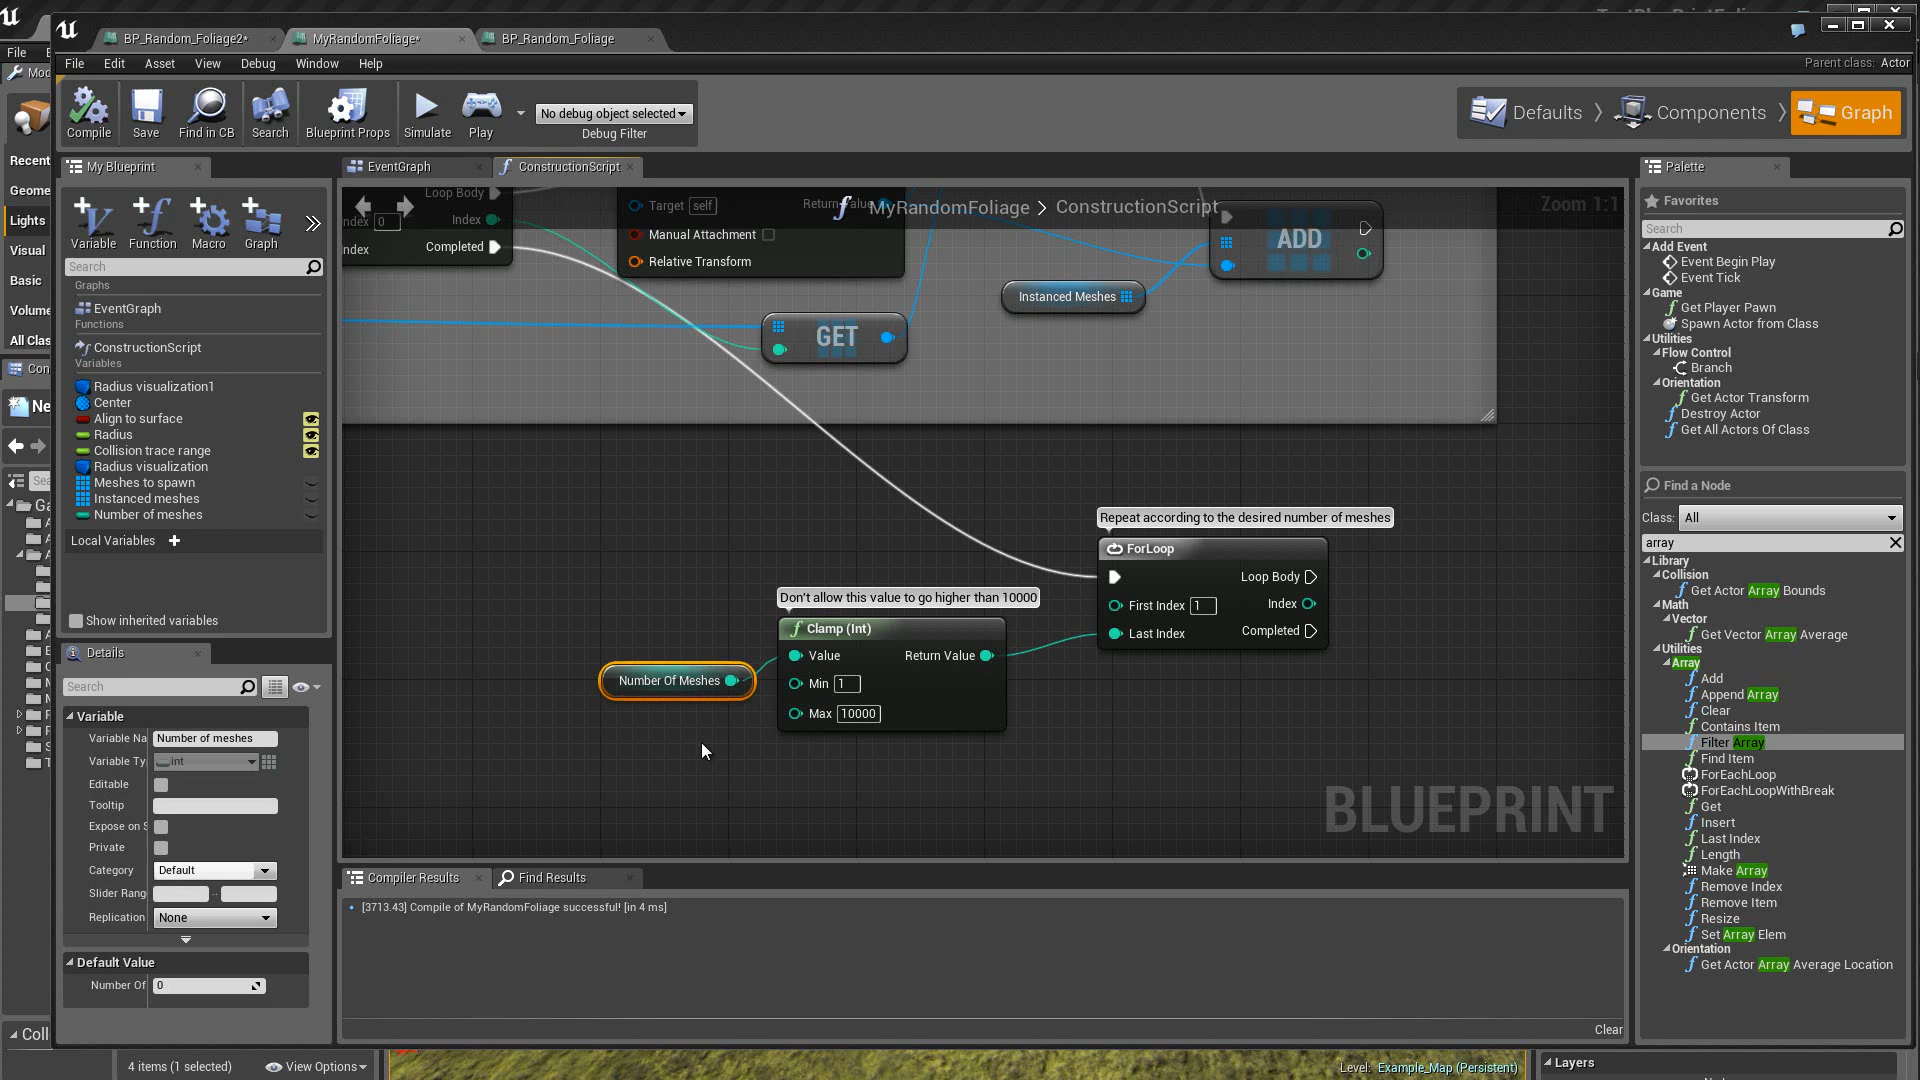 BP_Random_Foliage2*
MyRandomFoliage*
BP_Random_Foliage
File
File Edit Asset View Debug Window Help
Parent class: Actor
Compile Save Find in CB Search Blueprint Props Simulate Play
No debug object selected
Debug Filter
Defaults Components Graph
My Blueprint
EventGraph
ConstructionScript
Palette
Recent
Geome
Lights
Visual
Basic
Volume
All Clas
Con
Ne
Variable Function Macro Graph
Search
Graphs
EventGraph
Functions
ConstructionScript
Variables
Radius visualization1
Center
Align to surface
Radius
Collision trace range
Radius visualization
Meshes to spawn
Instanced meshes
Number of meshes
Local Variables
Show inherited variables
Details
Search
Variable
Variable Na Number of meshes
Variable Ty int
Editable
Tooltip
Expose on S
Private
Category Default
Slider Rang
Replication None
Default Value
Number Of 0
MyRandomFoliage > ConstructionScript
Zoom 1:1
Loop Body
Index
Completed
ndex 0
ndex
Target self
Manual Attachment
Relative Transform
ADD
Instanced Meshes
GET
Repeat according to the desired number of meshes
ForLoop
Loop Body
First Index 1 Index
Last Index Completed
Don't allow this value to go higher than 10000
Clamp (Int)
Value Return Value
Min 1
Max 10000
Number Of Meshes
BLUEPRINT
Compiler Results
Find Results
[3713.43] Compile of MyRandomFoliage successful! [in 4 ms]
Clear
Favorites
Search
Add Event
Event Begin Play
Event Tick
Game
Get Player Pawn
Spawn Actor from Class
Utilities
Flow Control
Branch
Orientation
Get Actor Transform
Destroy Actor
Get All Actors Of Class
Find a Node
Class: All
array
Library
Collision
Get Actor Array Bounds
Math
Vector
Get Vector Array Average
Utilities
Array
Add
Append Array
Clear
Contains Item
Filter Array
Find Item
ForEachLoop
ForEachLoopWithBreak
Get
Insert
Last Index
Length
Make Array
Remove Index
Remove Item
Resize
Set Array Elem
Orientation
Get Actor Array Average Location
Coll
4 items (1 selected)
View Options
Level: Example_Map (Persistent)
Layers